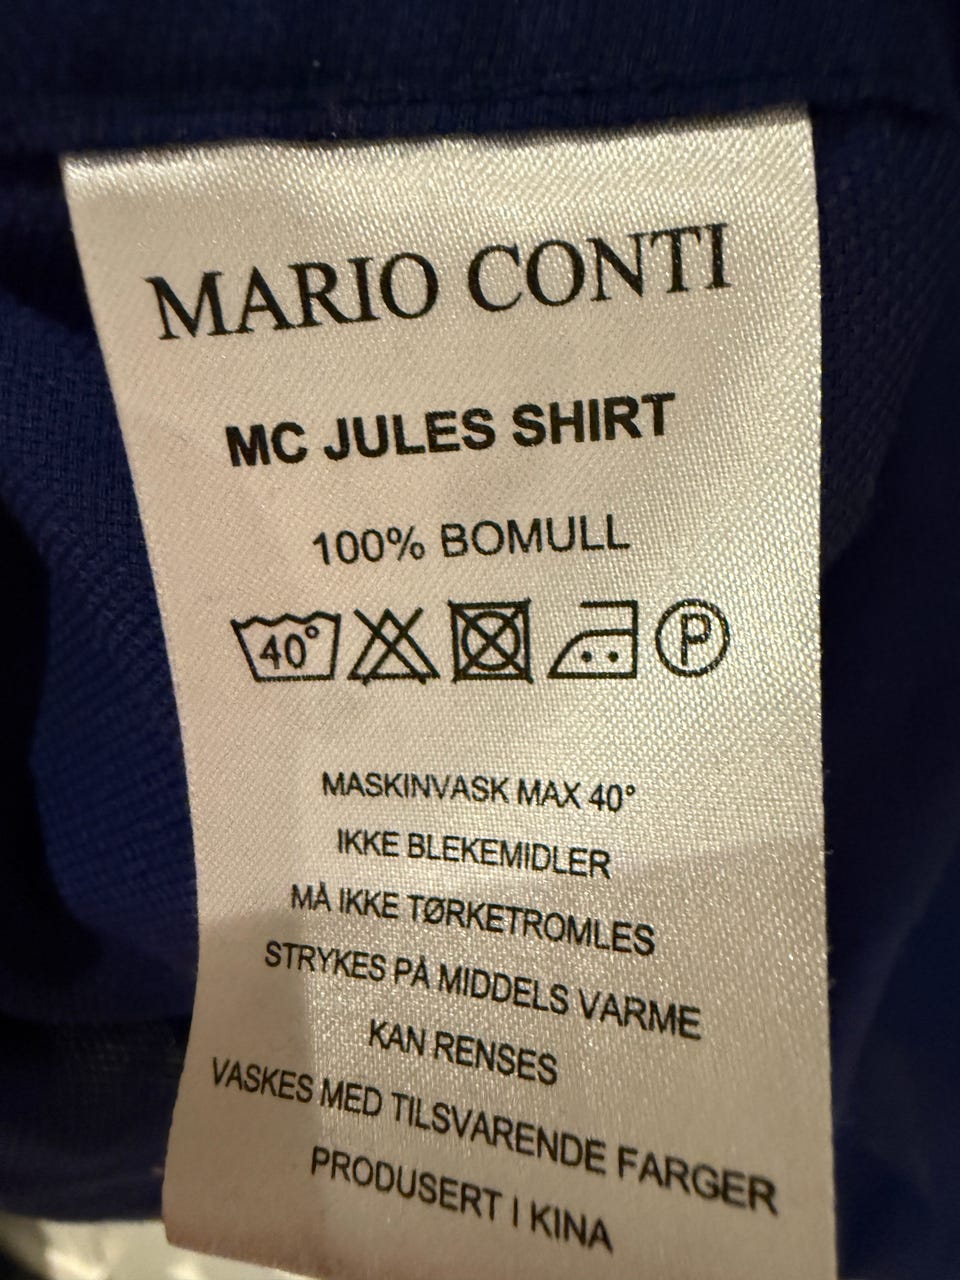 MARIO CONTI
MC JULES SHIRT
100% BOMULL
40° P
MASKINVASK MAX 40°
IKKE BLEKEMIDLER
MÅ IKKE TØRKETROMLES
STRYKES PÅ MIDDELS VARME
KAN RENSES
VASKES MED TILSVARENDE FARGER
PRODUSERT I KINA